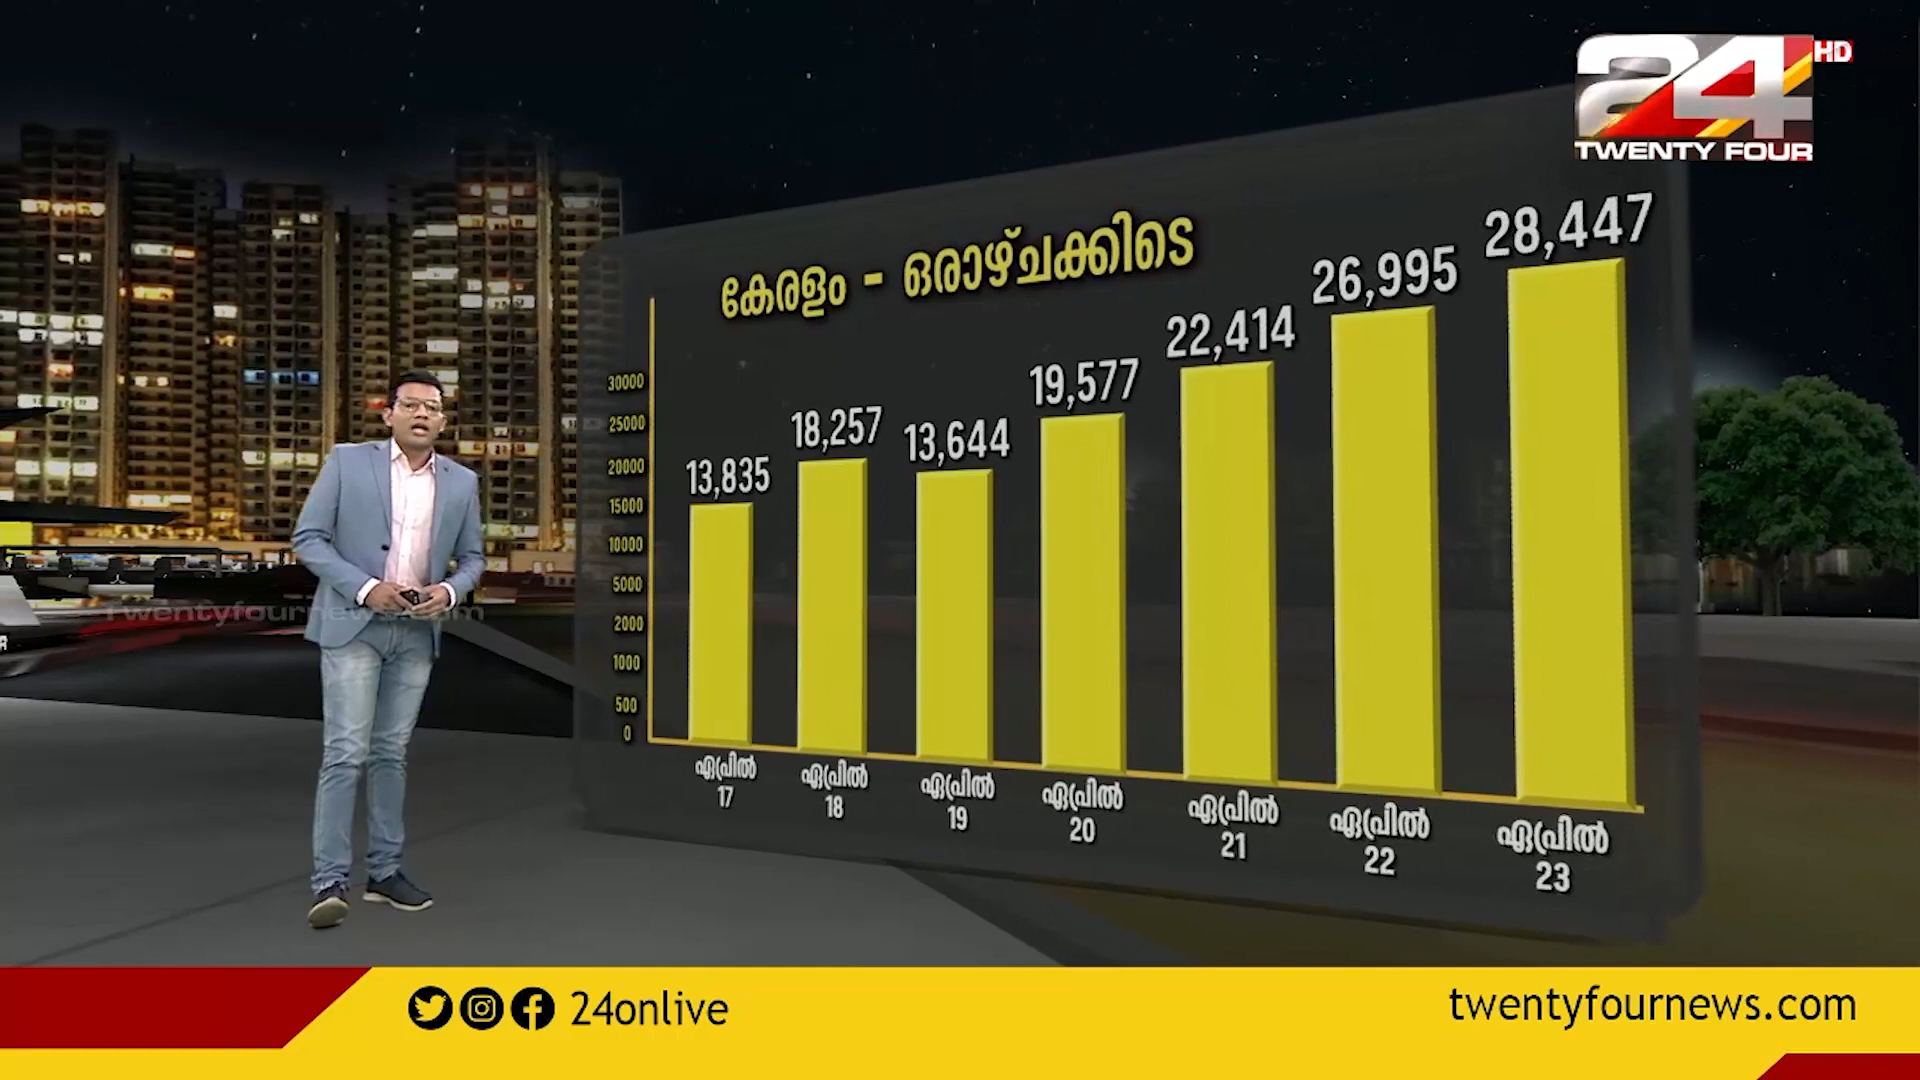 24 HD
TWENTY FOUR
കേരളം - ഒരാഴ്ചക്കിടെ
30000
25000
20000
15000
10000
5000
2000
1000
500
0
13,835
18,257
13,644
19,577
22,414
26,995
28,447
ഏപ്രിൽ
17
ഏപ്രിൽ
18
ഏപ്രിൽ
19
ഏപ്രിൽ
20
ഏപ്രിൽ
21
ഏപ്രിൽ
22
ഏപ്രിൽ
23
Twentyfournews.com
24onlive
twentyfournews.com